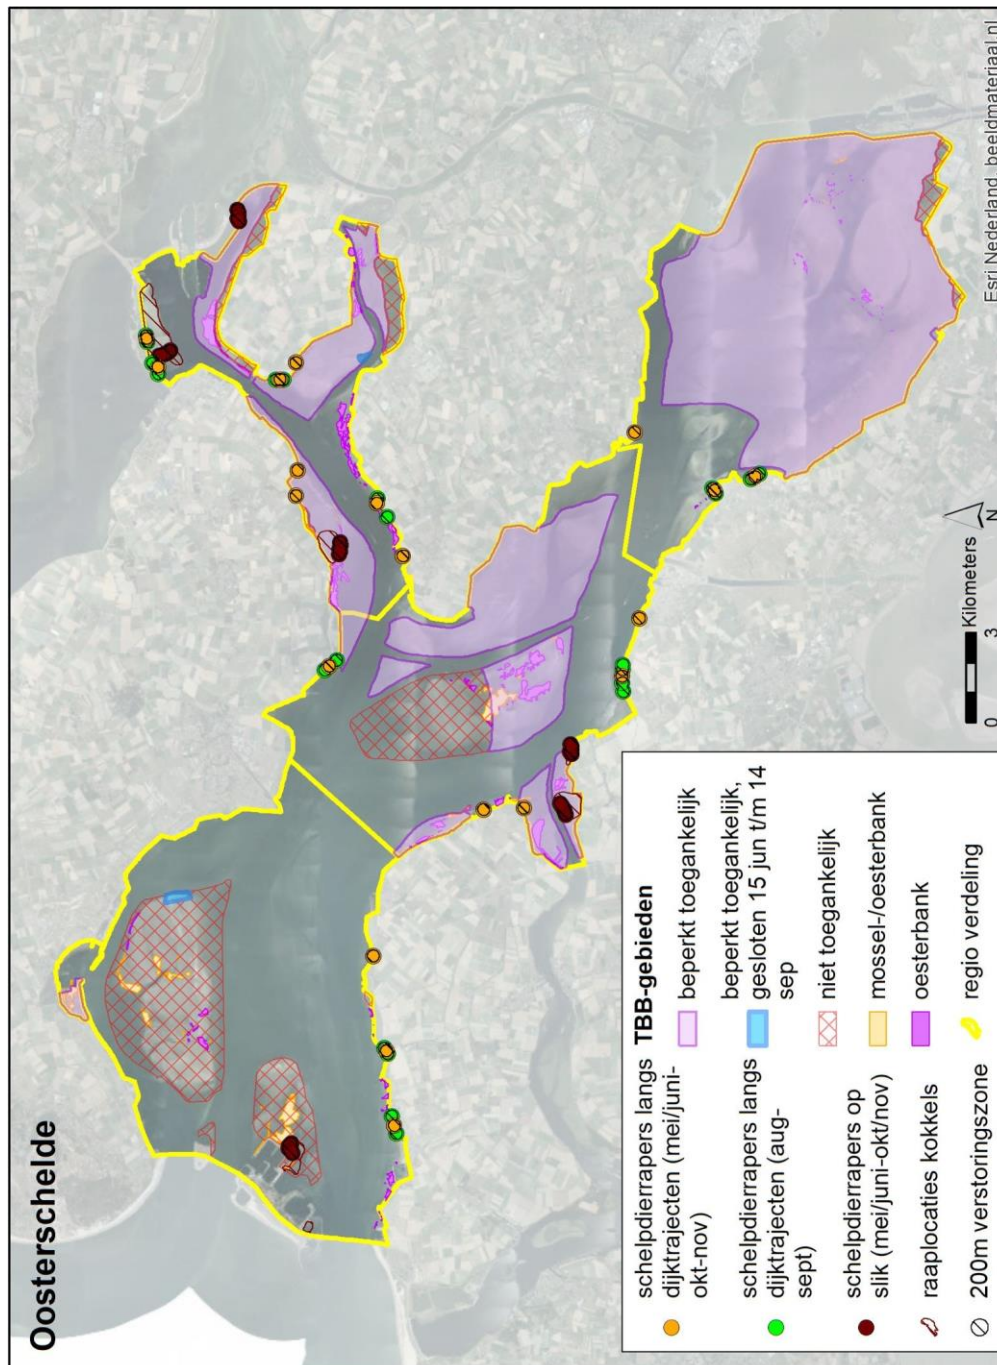 Oosterschelde
schelpdierrapers langs
dijktrajecten (mei/juni-
okt-nov)
schelpdierrapers langs
dijktrajecten (aug-
sept)
schelpdierrapers op
slik (mei/juni-okt/nov)
raaplocaties kokkels
200m verstoringszone
TBB-gebieden
beperkt toegankelijk
beperkt toegankelijk,
gesloten 15 jun t/m 14
sep
niet toegankelijk
mossel-/oesterbank
oesterbank
regio verdeling
0 3
Kilometers
N
Esri Nederland, beeldmateriaal.nl